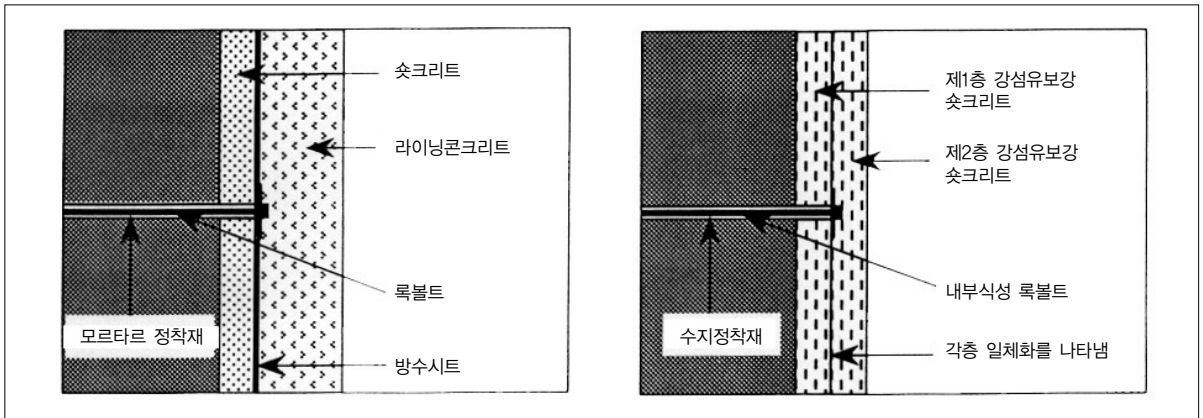 숏크리트
라이닝콘크리트
록볼트
모르타르 정착재
방수시트
제1층 강섬유보강
숏크리트
제2층 강섬유보강
숏크리트
내부식성 록볼트
수지정착재
각층 일체화를 나타냄